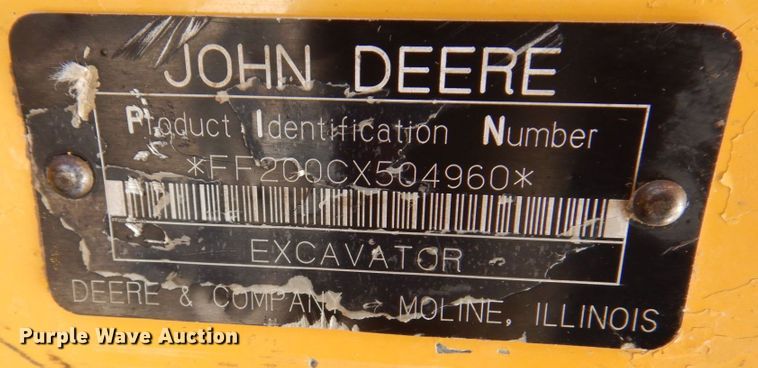 JOHN DEERE
Product Identification Number
*FF200CX504960*
EXCAVATOR
DEERE & COMPANY - MOLINE, ILLINOIS
Purple Wave Auction